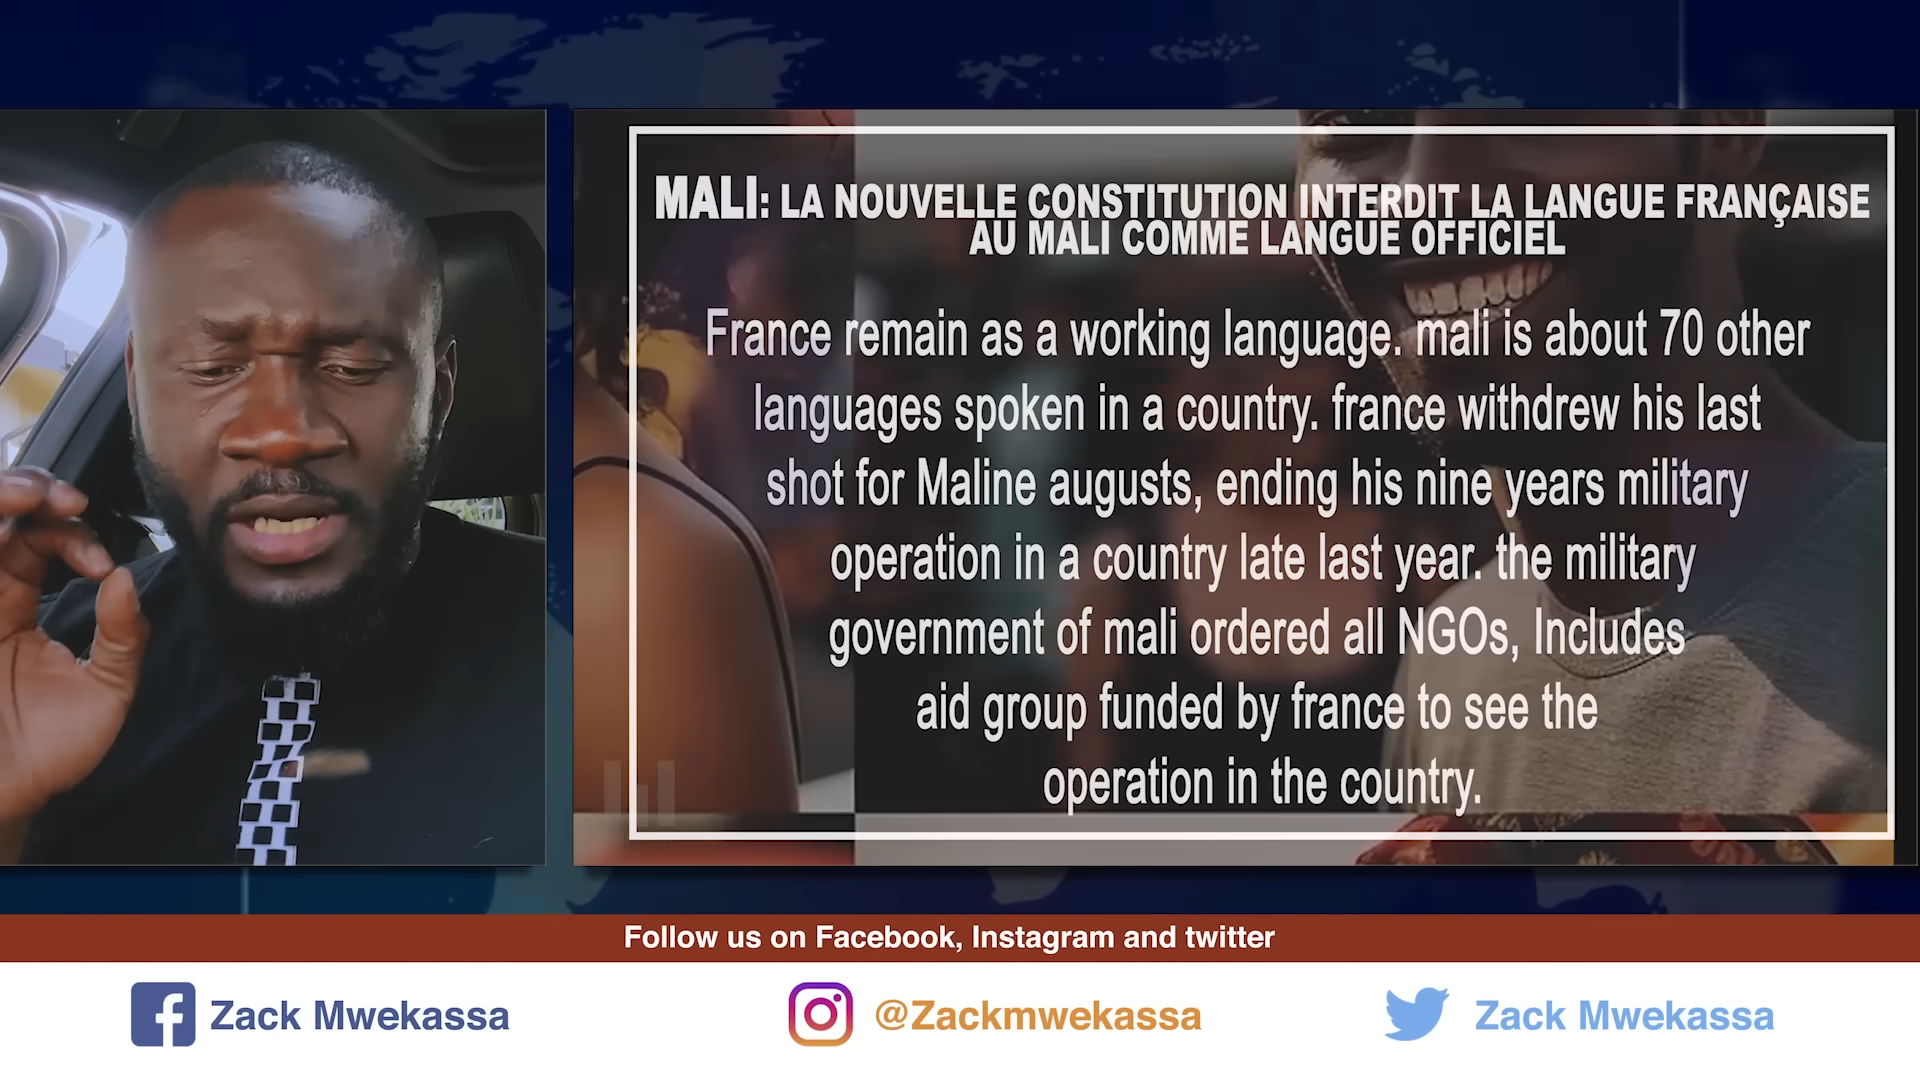 MALI: LA NOUVELLE CONSTITUTION INTERDIT LA LANGUE FRANÇAISE
AU MALI COMME LANGUE OFFICIEL
France remain as a working language. mali is about 70 other
languages spoken in a country. france withdrew his last
shot for Maline augusts, ending his nine years military
operation in a country late last year. the military
government of mali ordered all NGOs, Includes
aid group funded by france to see the
operation in the country.
Follow us on Facebook, Instagram and twitter
Zack Mwekassa
@Zackmwekassa
Zack Mwekassa